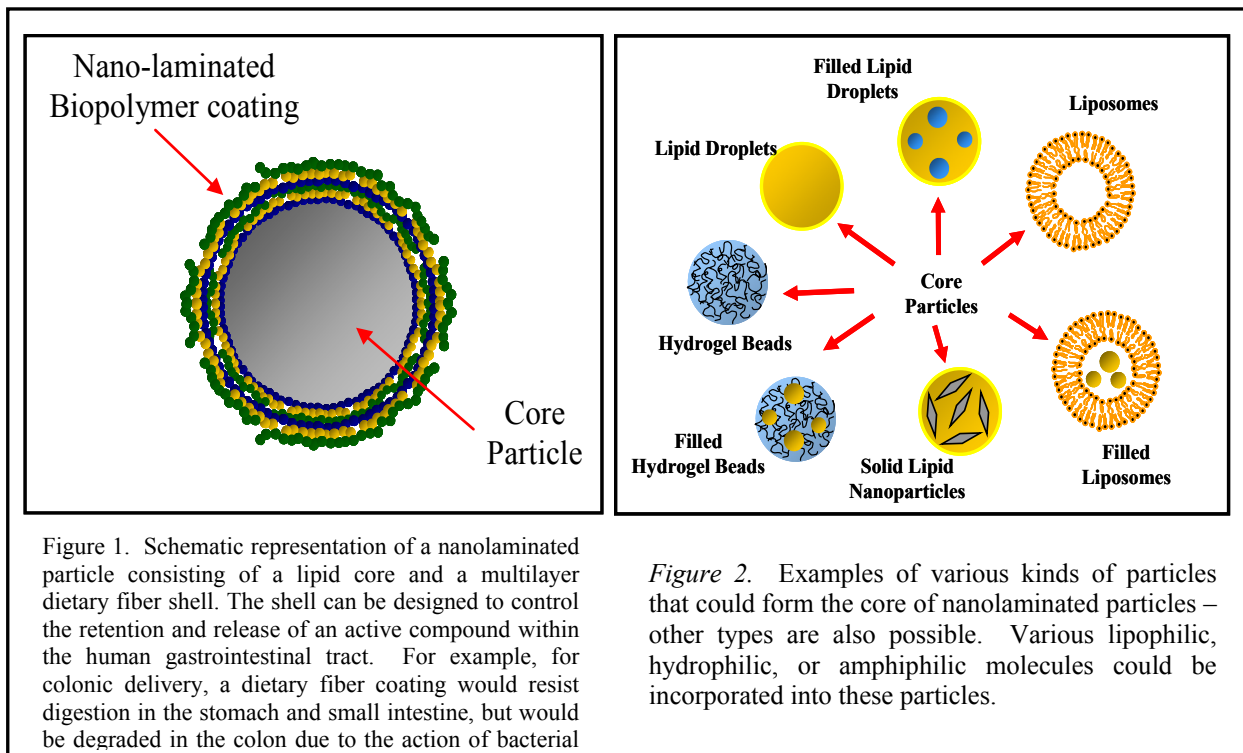 Nano-laminated
Biopolymer coating
Core
Particle
Figure 1. Schematic representation of a nanolaminated
particle consisting of a lipid core and a multilayer
dietary fiber shell. The shell can be designed to control
the retention and release of an active compound within
the human gastrointestinal tract. For example, for
colonic delivery, a dietary fiber coating would resist
digestion in the stomach and small intestine, but would
be degraded in the colon due to the action of bacterial
Filled Lipid
Droplets
Liposomes
Lipid Droplets
Core
Particles
Hydrogel Beads
Filled
Hydrogel Beads
Solid Lipid
Nanoparticles
Filled
Liposomes
Figure 2. Examples of various kinds of particles
that could form the core of nanolaminated particles –
other types are also possible. Various lipophilic,
hydrophilic, or amphiphilic molecules could be
incorporated into these particles.